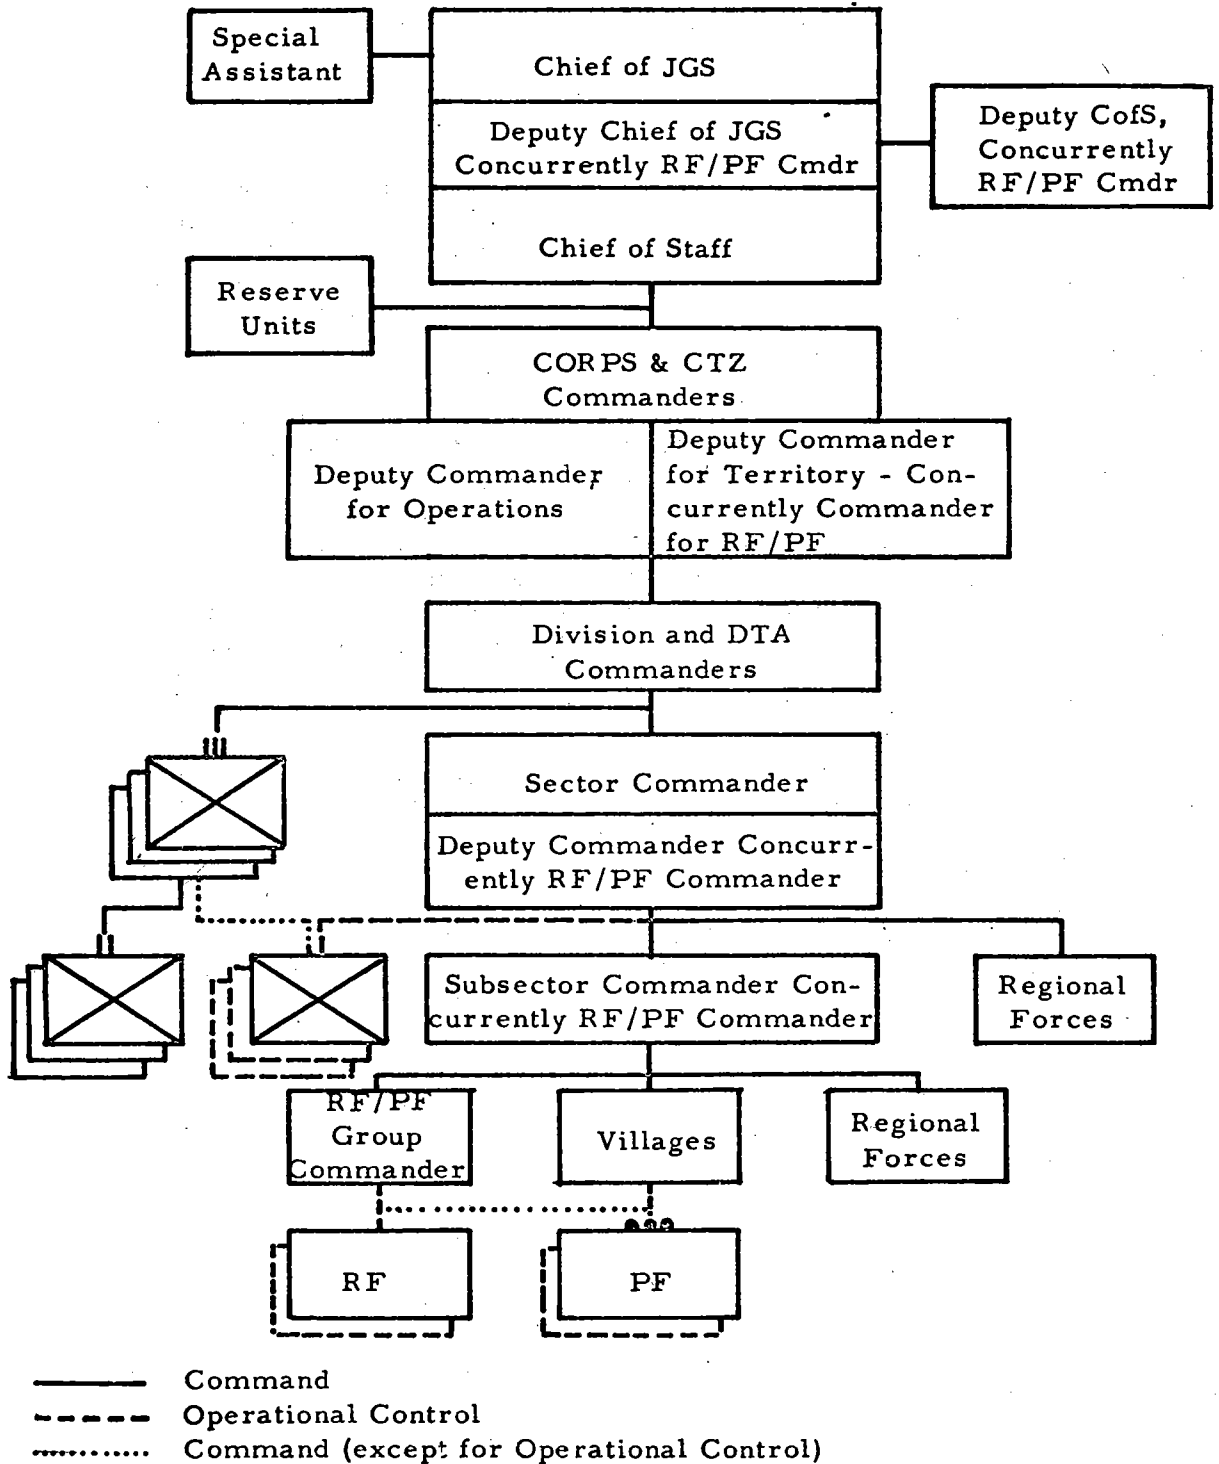 Special
Assistant
Chief of JGS
Deputy Chief of JGS
Concurrently RF/PF Cmdr
Deputy CofS,
Concurrently
RF/PF Cmdr
Chief of Staff
Reserve
Units
CORPS & CTZ
Commanders
Deputy Commander
for Operations
Deputy Commander
for Territory - Con-
currently Commander
for RF/PF
Division and DTA
Commanders
Sector Commander
Deputy Commander Concurr-
ently RF/PF Commander
Subsector Commander Con-
currently RF/PF Commander
Regional
Forces
RF/PF
Group
Commander
Villages
Regional
Forces
RF
PF
Command
Operational Control
Command (except for Operational Control)